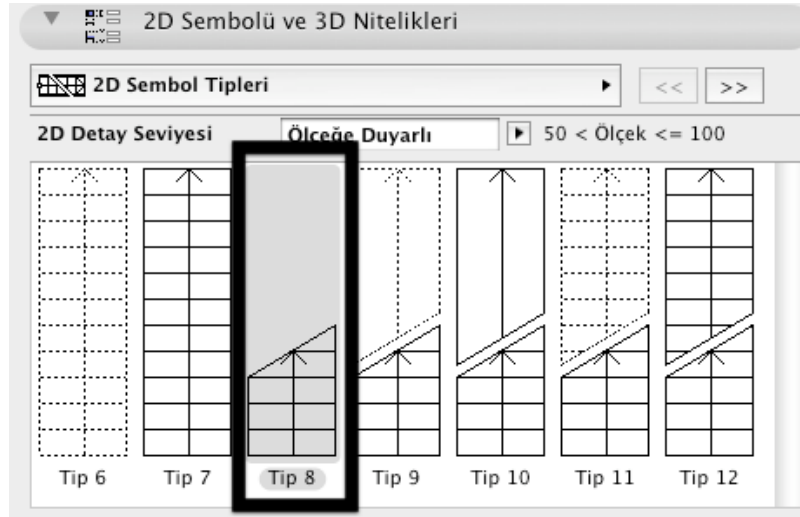 2D Sembolü ve 3D Nitelikleri
2D Sembol Tipleri
<< >>
2D Detay Seviyesi Ölçeğe Duyarlı 50 < Ölçek <= 100
Tip 6 Tip 7 Tip 8 Tip 9 Tip 10 Tip 11 Tip 12